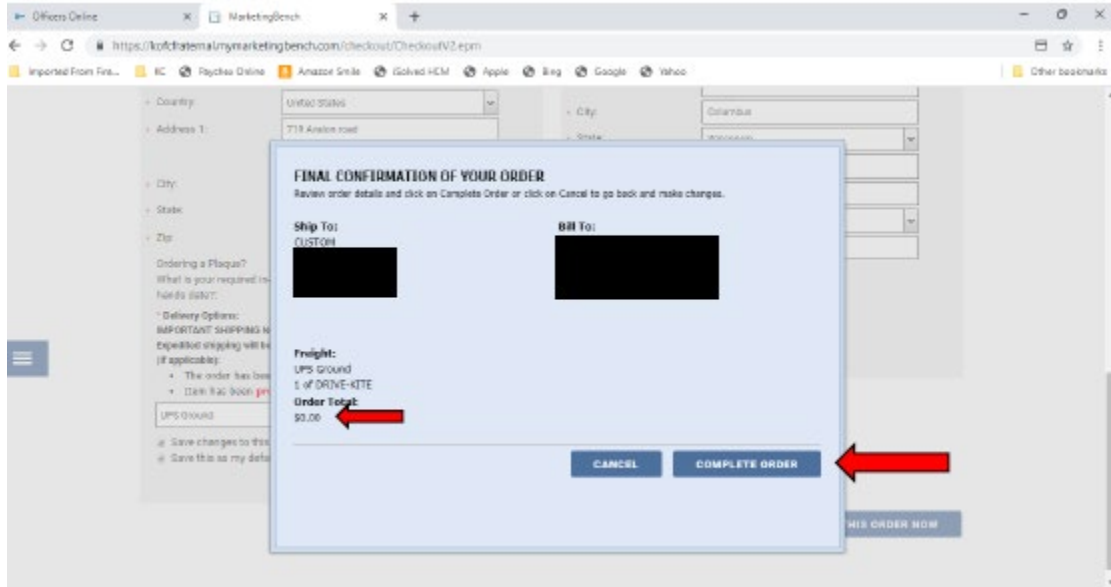 Officers Online
MarketingBench
https://kofcfraternal.mymarketingbench.com/checkout/CheckoutV2.epm
Imported From Fire...
KC
Paychex Online
Amazon Smile
iSolved HCM
Apple
Bing
Google
Yahoo
Other bookmarks
Country:
United States
Address 1:
City:
State:
Zip:
City:
Columbus
State:
Ordering a Plaque?
What is your required in-
hands date?:
* Delivery Options:
IMPORTANT SHIPPING
Expedited shipping will be
(if applicable):
The order has been
Item has been
UPS Ground
Save changes to this
Save this as my
FINAL CONFIRMATION OF YOUR ORDER
Review order details and click on Complete Order or click on Cancel to go back and make changes.
Ship To:
CUSTOM
Bill To:
Freight:
UPS Ground
1 of DRIVE-KITE
Order Total:
$0.00
CANCEL
COMPLETE ORDER
THIS ORDER NOW